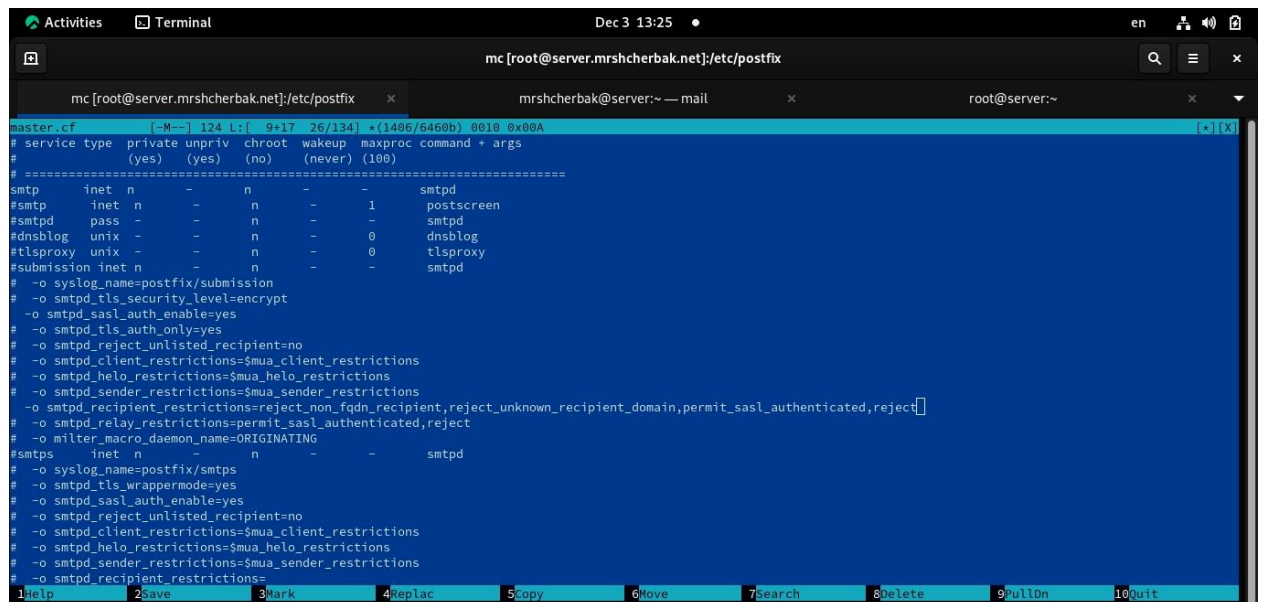 Activities Terminal Dec 3 13:25 en
mc [root@server.mrshcherbak.net]:/etc/postfix
mc [root@server.mrshcherbak.net]:/etc/postfix × mrshcherbak@server:~ — mail × root@server:~ ×
master.cf [-M--] 124 L:[ 9+17 26/134] *(1406/6460b) 0010 0x00A [*][X]
# service type private unpriv chroot wakeup maxproc command + args
# (yes) (yes) (no) (never) (100)
# ==========================================================================
smtp inet n - n - - smtpd
#smtp inet n - n - 1 postscreen
#smtpd pass - - n - - smtpd
#dnsblog unix - - n - 0 dnsblog
#tlsproxy unix - - n - 0 tlsproxy
#submission inet n - n - - smtpd
# -o syslog_name=postfix/submission
# -o smtpd_tls_security_level=encrypt
-o smtpd_sasl_auth_enable=yes
# -o smtpd_tls_auth_only=yes
# -o smtpd_reject_unlisted_recipient=no
# -o smtpd_client_restrictions=$mua_client_restrictions
# -o smtpd_helo_restrictions=$mua_helo_restrictions
# -o smtpd_sender_restrictions=$mua_sender_restrictions
-o smtpd_recipient_restrictions=reject_non_fqdn_recipient,reject_unknown_recipient_domain,permit_sasl_authenticated,reject
# -o smtpd_relay_restrictions=permit_sasl_authenticated,reject
# -o milter_macro_daemon_name=ORIGINATING
#smtps inet n - n - - smtpd
# -o syslog_name=postfix/smtps
# -o smtpd_tls_wrappermode=yes
# -o smtpd_sasl_auth_enable=yes
# -o smtpd_reject_unlisted_recipient=no
# -o smtpd_client_restrictions=$mua_client_restrictions
# -o smtpd_helo_restrictions=$mua_helo_restrictions
# -o smtpd_sender_restrictions=$mua_sender_restrictions
# -o smtpd_recipient_restrictions=
1Help 2Save 3Mark 4Replac 5Copy 6Move 7Search 8Delete 9PullDn 10Quit